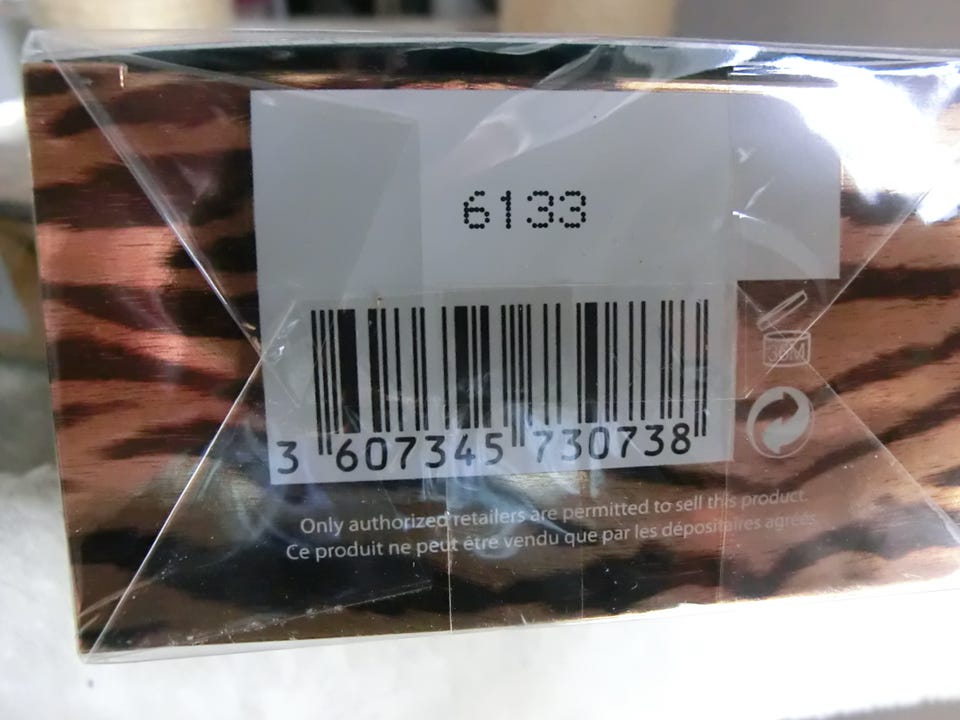 6133
36M
3 607345 730738
Only authorized retailers are permitted to sell this product.
Ce produit ne peut être vendu que par les dépositaires agréés.